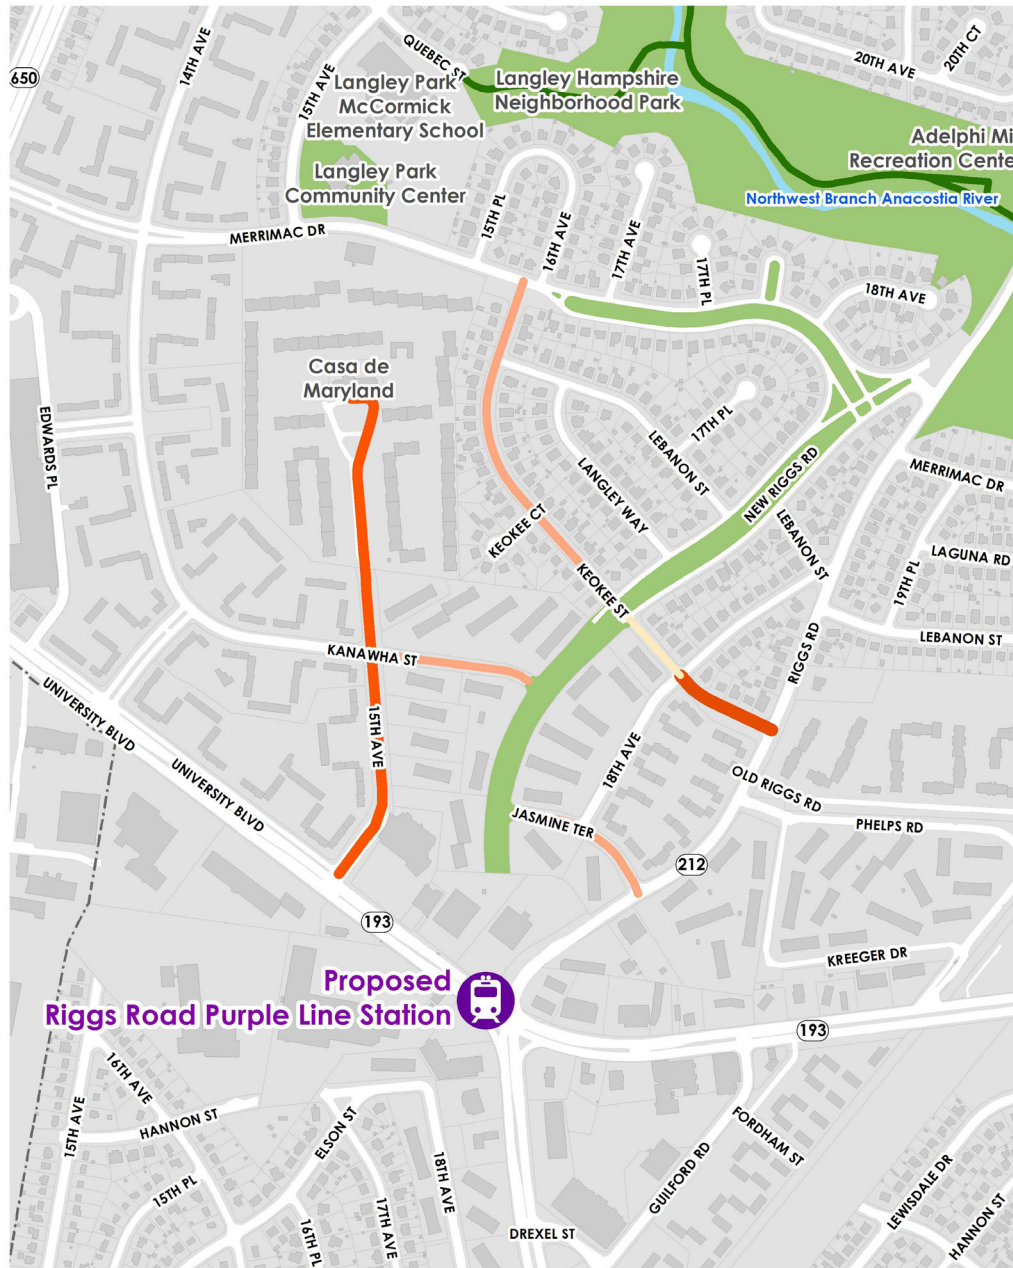 QUEBEC ST
20TH CT
20TH AVE
14TH AVE
650
15TH AVE
Langley Park
McCormick
Elementary School
Langley Hampshire
Neighborhood Park
Adelphi Mi
Recreation Cente
Langley Park
Community Center
Northwest Branch Anacostia River
MERRIMAC DR
15TH PL
16TH AVE
17TH AVE
17TH PL
18TH AVE
Casa de
Maryland
EDWARDS PL
17TH PL
LEBANON ST
LANGLEY WAY
NEW RIGGS RD
MERRIMAC DR
KEOKEE CT
LEBANON ST
LAGUNA RD
19TH PL
KEOKEE ST
LEBANON ST
RIGGS RD
KANAWHA ST
15TH AVE
UNIVERSITY BLVD
UNIVERSITY BLVD
18TH AVE
OLD RIGGS RD
JASMINE TER
PHELPS RD
212
193
KREEGER DR
Proposed
Riggs Road Purple Line Station
193
16TH AVE
15TH AVE
HANNON ST
ELSON ST
FORDHAM ST
18TH AVE
GUILFORD RD
15TH PL
17TH AVE
16TH PL
DREXEL ST
LEWISDALE DR
HANNON ST